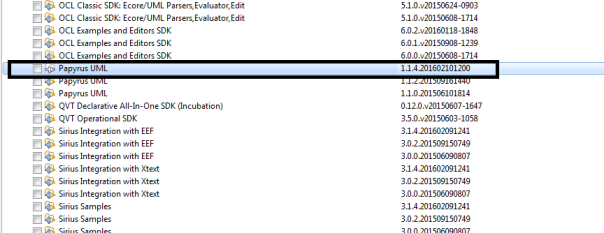 OCL Classic SDK: Ecore/UML Parsers,Evaluator,Edit 5.1.0.v20150624-0903
OCL Classic SDK: Ecore/UML Parsers,Evaluator,Edit 5.1.0.v20150608-1714
OCL Examples and Editors SDK 6.0.2.v20160118-1848
OCL Examples and Editors SDK 6.0.1.v20150908-1239
OCL Examples and Editors SDK 6.0.0.v20150608-1714
Papyrus UML 1.1.4.201602101200
Papyrus UML 1.1.2.201509161440
Papyrus UML 1.1.0.201506101814
QVT Declarative All-In-One SDK (Incubation) 0.12.0.v20150607-1647
QVT Operational SDK 3.5.0.v20150603-1058
Sirius Integration with EEF 3.1.4.201602091241
Sirius Integration with EEF 3.0.2.201509150749
Sirius Integration with EEF 3.0.0.201506090807
Sirius Integration with Xtext 3.1.4.201602091241
Sirius Integration with Xtext 3.0.2.201509150749
Sirius Integration with Xtext 3.0.0.201506090807
Sirius Samples 3.1.4.201602091241
Sirius Samples 3.0.2.201509150749
Sirius Samples 3.0.0.201506090807